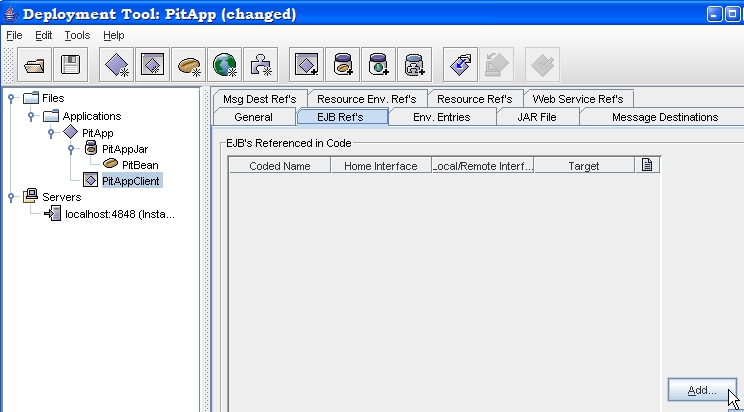 Deployment Tool: PitApp (changed)
File Edit Tools Help
Files
Applications
PitApp
PitAppJar
PitBean
PitAppClient
Servers
localhost:4848 (Insta...
Msg Dest Ref's Resource Env. Ref's Resource Ref's Web Service Ref's
General EJB Ref's Env. Entries JAR File Message Destinations
EJB's Referenced in Code
Coded Name Home Interface Local/Remote Interf... Target
Add...